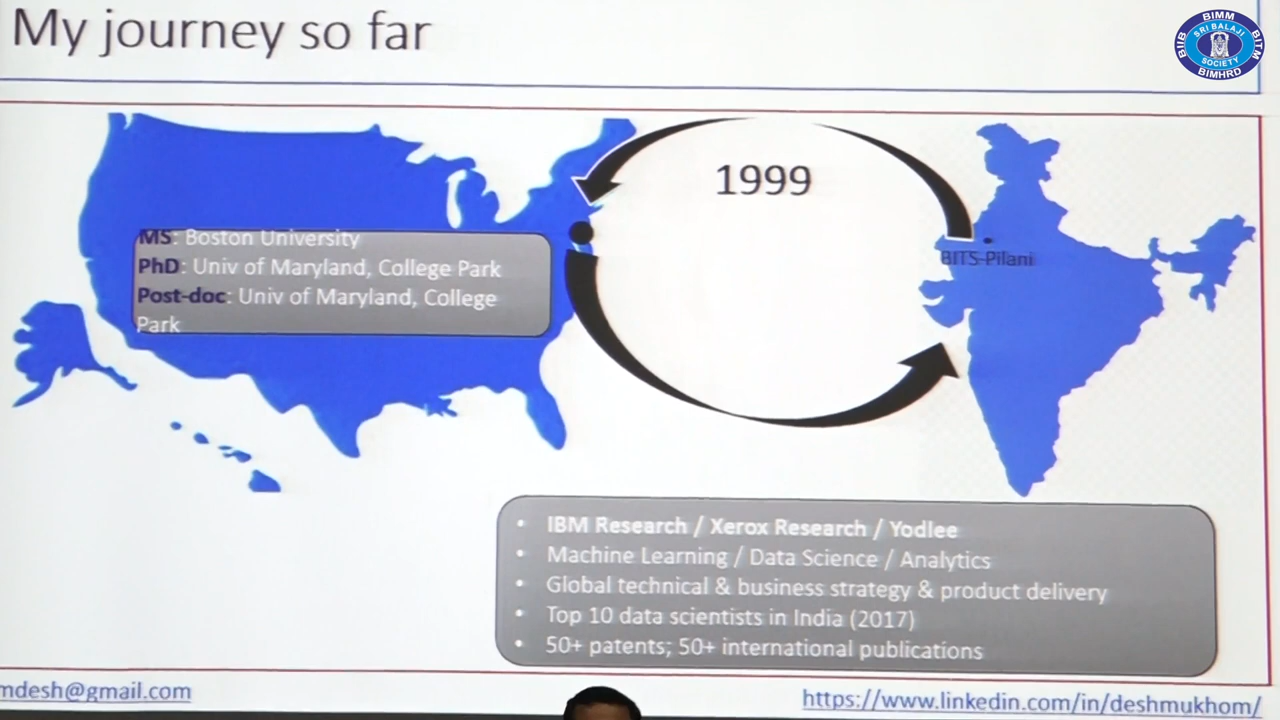 My journey so far
BIMM
BIIB
SRI BALAJI
SOCIETY
BITM
BIMHRD
1999
BITS-Pilani
MS: Boston University
PhD: Univ of Maryland, College Park
Post-doc: Univ of Maryland, College
Park
• IBM Research / Xerox Research / Yodlee
• Machine Learning / Data Science / Analytics
• Global technical & business strategy & product delivery
• Top 10 data scientists in India (2017)
• 50+ patents; 50+ international publications
mdesh@gmail.com
https://www.linkedin.com/in/deshmukhom/